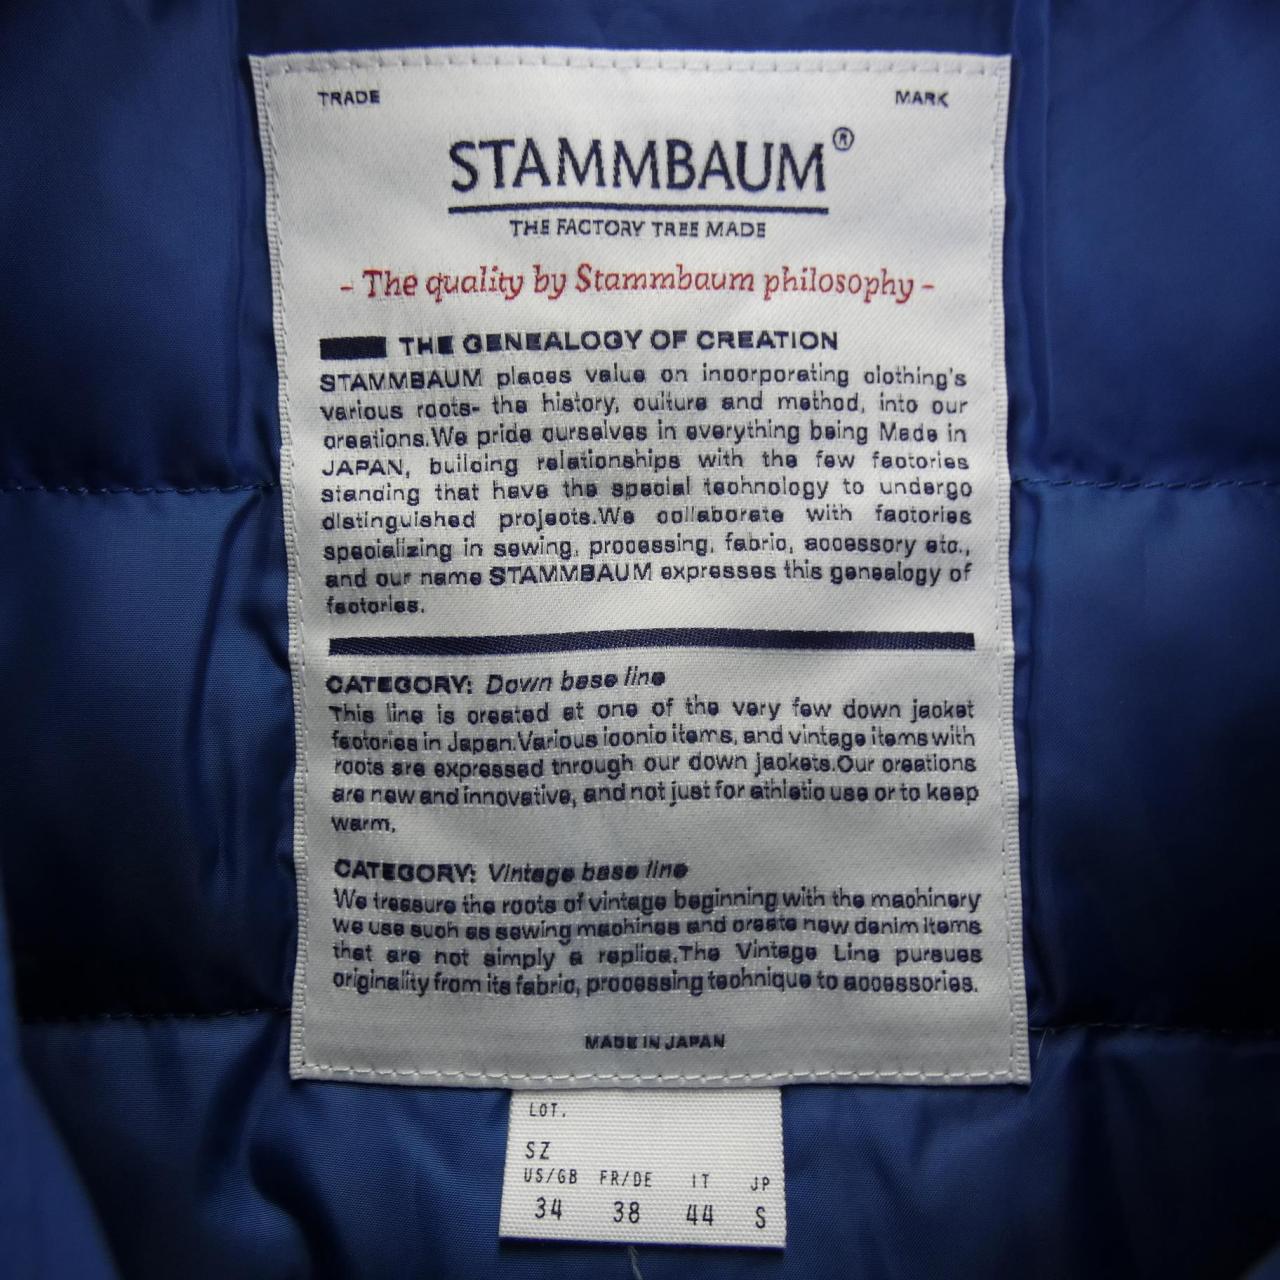 TRADE MARK
STAMMBAUM®
THE FACTORY TREE MADE
- The quality by Stammbaum philosophy -
THE GENEALOGY OF CREATION
STAMMBAUM places value on incorporating clothing's
various roots- the history, culture and method, into our
creations.We pride ourselves in everything being Made in
JAPAN, building relationships with the few factories
standing that have the special technology to undergo
distinguished projects.We collaborate with factories
specializing in sewing, processing, fabric, accessory etc.,
and our name STAMMBAUM expresses this genealogy of
factories.
CATEGORY: Down base line
This line is created at one of the very few down jacket
factories in Japan.Various iconic items, and vintage items with
roots are expressed through our down jackets.Our creations
are new and innovative, and not just for athletic use or to keep
warm.
CATEGORY: Vintage base line
We treasure the roots of vintage beginning with the machinery
we use such as sewing machines and create new denim items
that are not simply a replica.The Vintage Line pursues
originality from its fabric, processing technique to accessories.
MADE IN JAPAN
LOT.
SZ
US/GB FR/DE IT JP
34 38 44 S